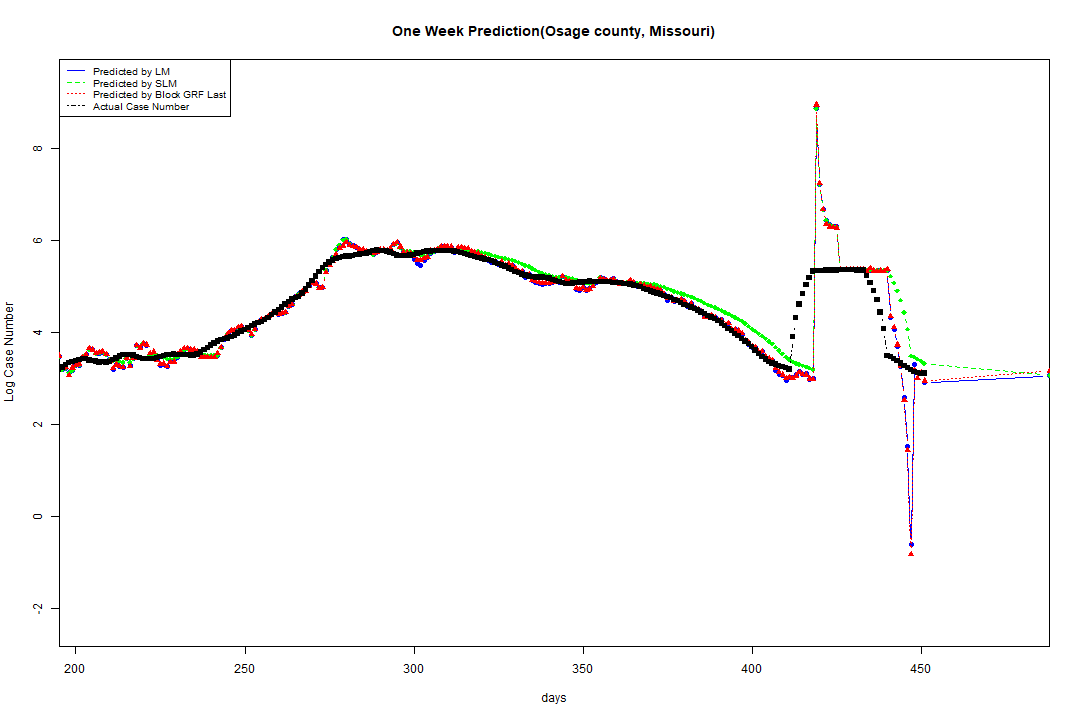 One Week Prediction(Osage county, Missouri)
Predicted by LM
Predicted by SLM
Predicted by Block GRF Last
Actual Case Number
Log Case Number
8
6
4
2
0
-2
200 250 300 350 400 450
days